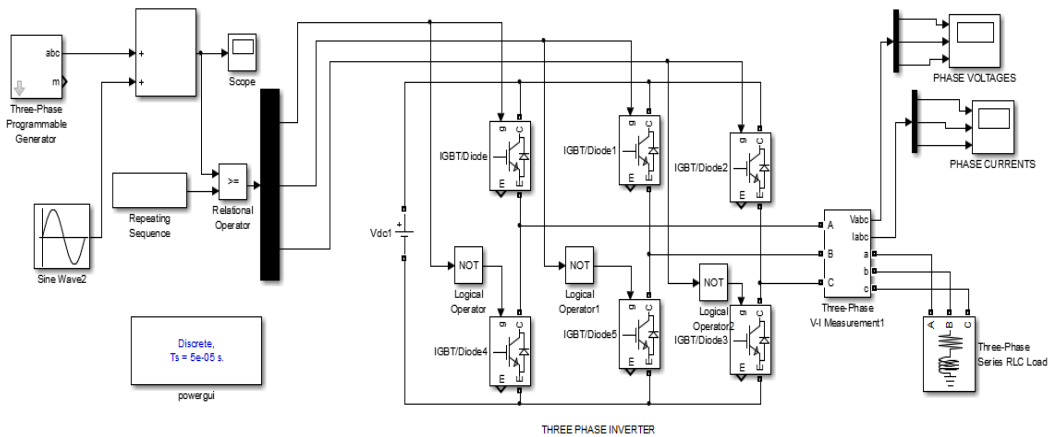 abc
m
Three-Phase
Programmable
Generator
+
+
Scope
Repeating
Sequence
>=
Relational
Operator
Sine Wave2
Discrete,
Ts = 5e-05 s.
powergui
+
Vdc1
g
C
E
m
IGBT/Diode
g
C
E
m
IGBT/Diode1
g
C
E
m
IGBT/Diode2
NOT
Logical
Operator
NOT
Logical
Operator1
NOT
Logical
Operator2
g
C
E
m
IGBT/Diode4
g
C
E
m
IGBT/Diode5
g
C
E
m
IGBT/Diode3
A
B
C
Vabc
Iabc
a
b
c
Three-Phase
V-I Measurement1
PHASE VOLTAGES
PHASE CURRENTS
A
B
C
Three-Phase
Series RLC Load
THREE PHASE INVERTER